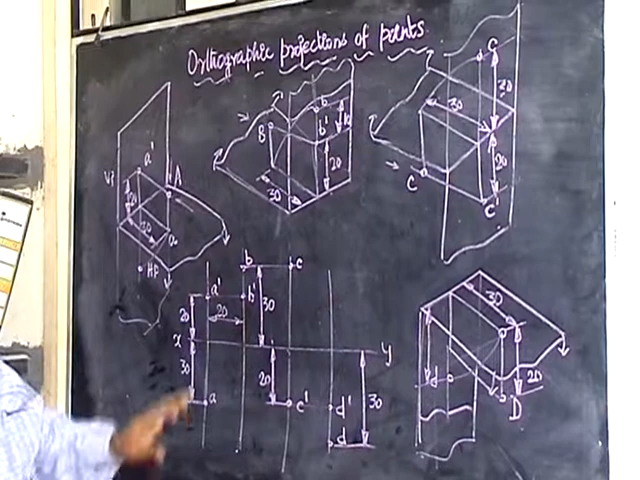 Orthographic projections of points
VP
a'
A
20
30
a
HP
B
b
b'
20
30
C
30
30
20
C
C'
b
c
a'
b'
20
20
30
x
y
30
20
30
a
c'
d'
d
30
20
d
b
D